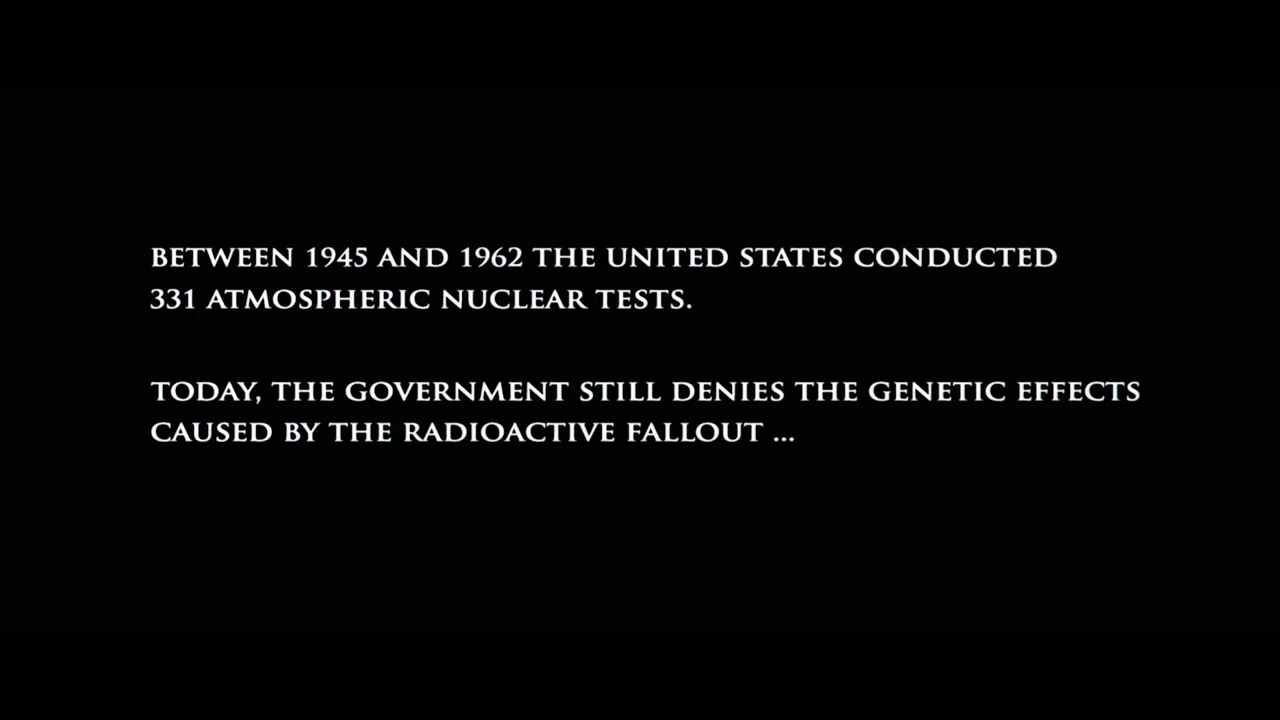 BETWEEN 1945 AND 1962 THE UNITED STATES CONDUCTED
331 ATMOSPHERIC NUCLEAR TESTS.
TODAY, THE GOVERNMENT STILL DENIES THE GENETIC EFFECTS
CAUSED BY THE RADIOACTIVE FALLOUT ...